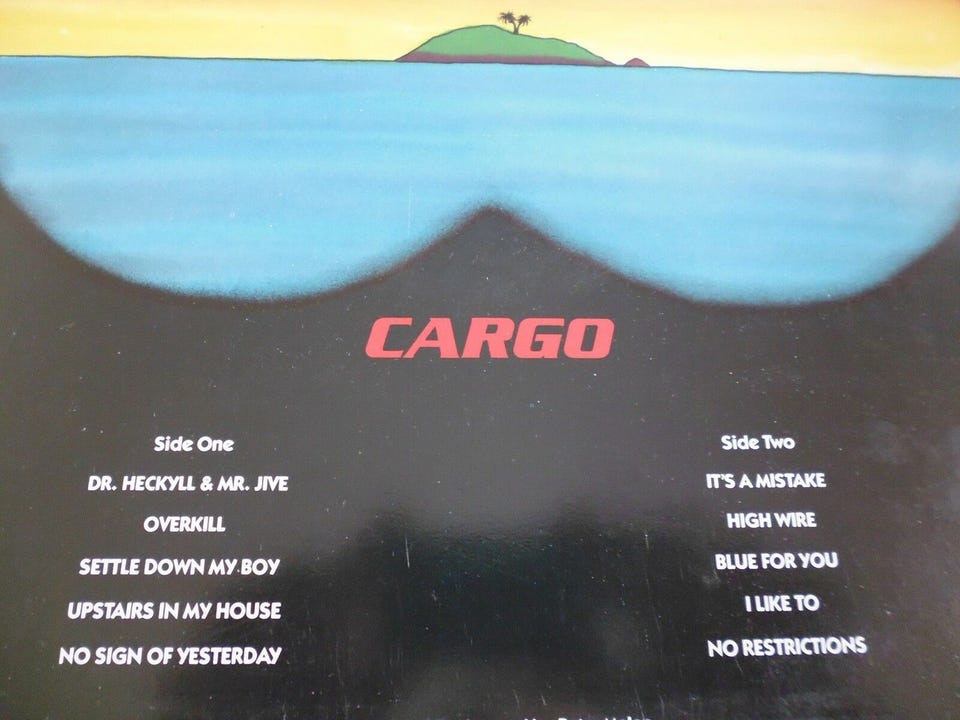 CARGO
Side One
DR. HECKYLL & MR. JIVE
OVERKILL
SETTLE DOWN MY BOY
UPSTAIRS IN MY HOUSE
NO SIGN OF YESTERDAY
Side Two
IT'S A MISTAKE
HIGH WIRE
BLUE FOR YOU
I LIKE TO
NO RESTRICTIONS